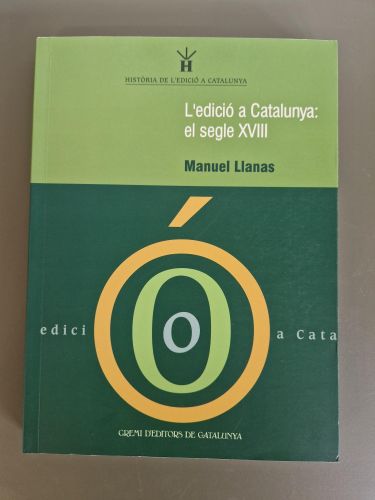 H
HISTÒRIA DE L'EDICIÓ A CATALUNYA
L'edició a Catalunya:
el segle XVIII
Manuel Llanas
edici Ó a Cata
GREMI D'EDITORS DE CATALUNYA